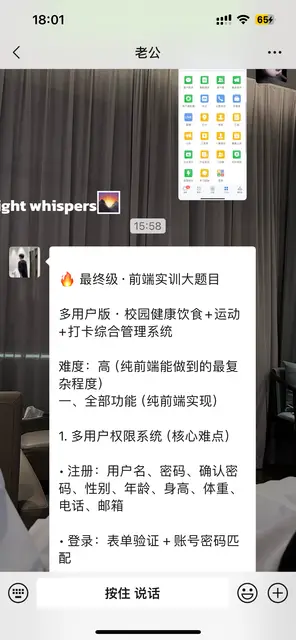 18:01
65
老公
ight whispers
15:58
🔥 最终级 · 前端实训大题目
多用户版 · 校园健康饮食+运动
+打卡综合管理系统
难度：高（纯前端能做到的最复
杂程度）
一、全部功能（纯前端实现）
1. 多用户权限系统（核心难点）
• 注册：用户名、密码、确认密
码、性别、年龄、身高、体重、
电话、邮箱
• 登录：表单验证 + 账号密码匹
配
按住 说话